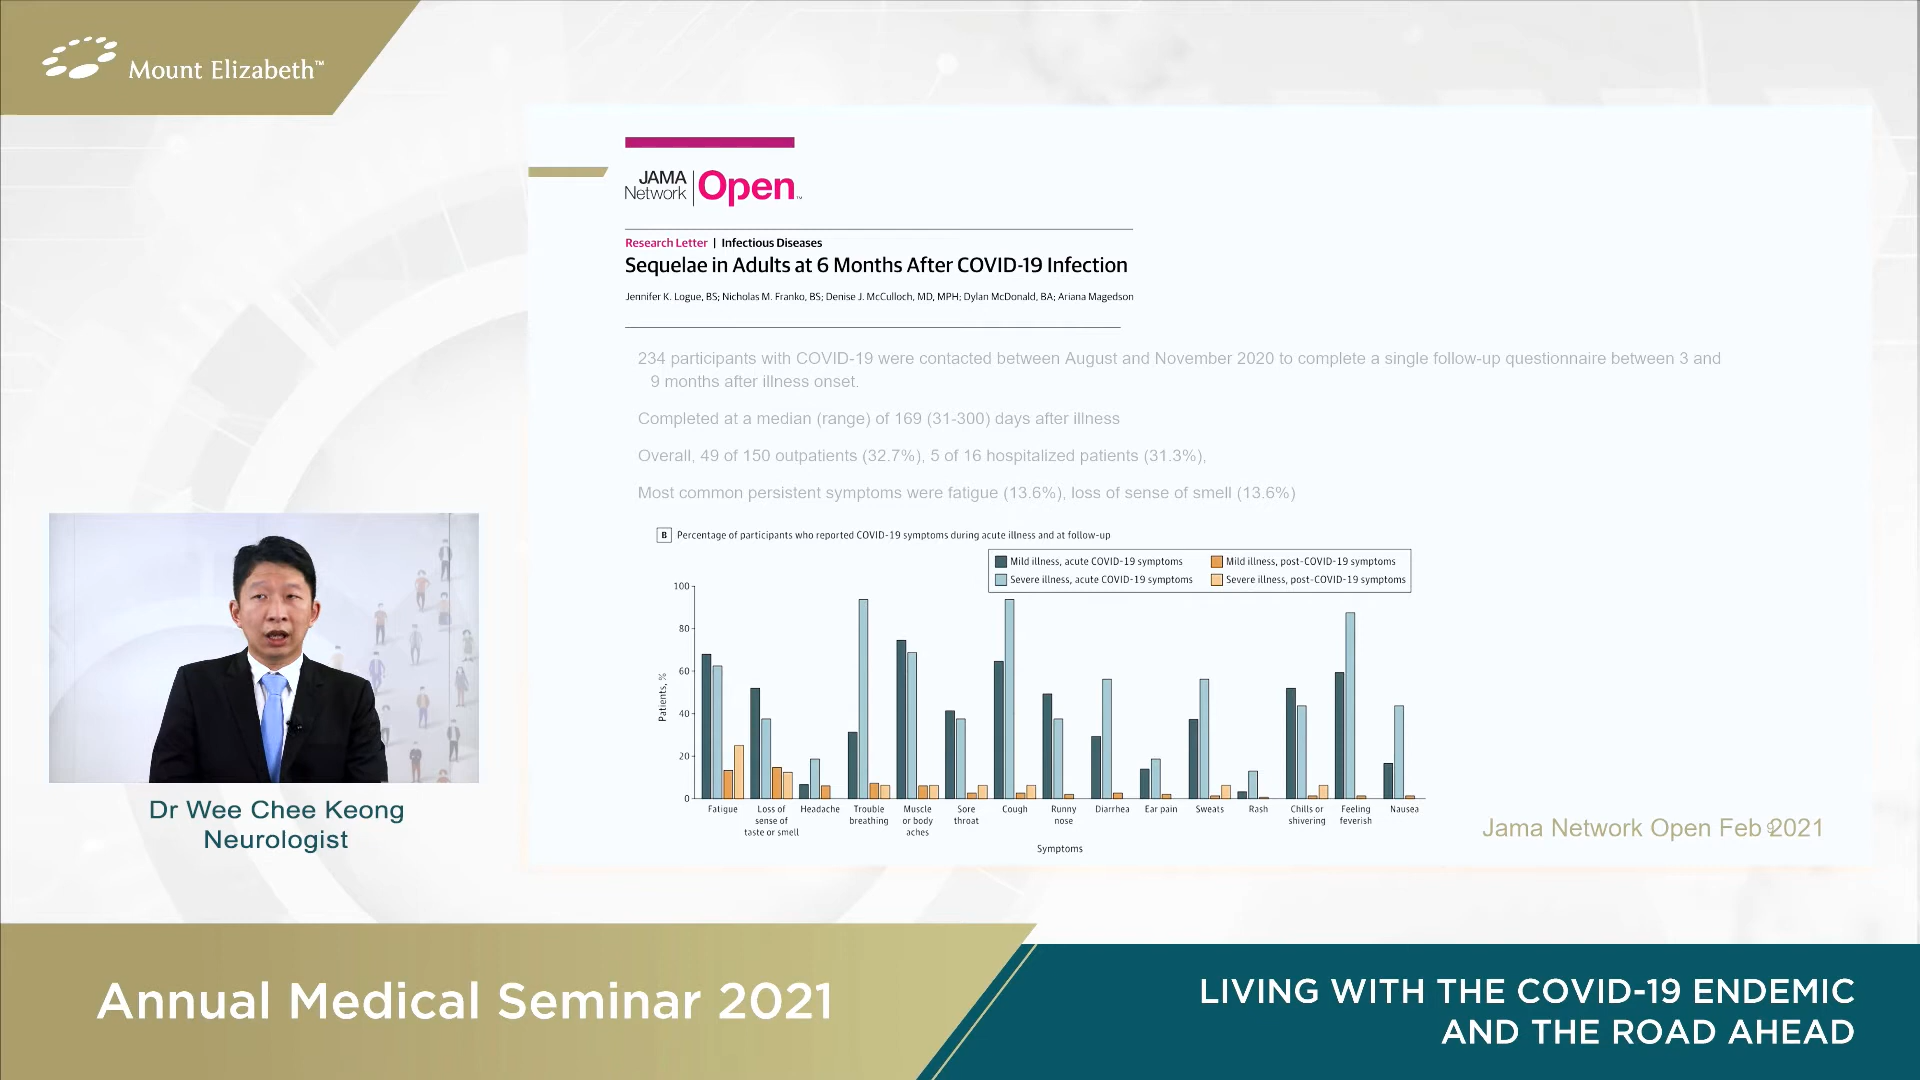 Mount Elizabeth™
JAMA
Network
Open™
Research Letter | Infectious Diseases
Sequelae in Adults at 6 Months After COVID-19 Infection
Jennifer K. Logue, BS; Nicholas M. Franko, BS; Denise J. McCulloch, MD, MPH; Dylan McDonald, BA; Ariana Magedson
234 participants with COVID-19 were contacted between August and November 2020 to complete a single follow-up questionnaire between 3 and
9 months after illness onset.
Completed at a median (range) of 169 (31-300) days after illness
Overall, 49 of 150 outpatients (32.7%), 5 of 16 hospitalized patients (31.3%),
Most common persistent symptoms were fatigue (13.6%), loss of sense of smell (13.6%)
B Percentage of participants who reported COVID-19 symptoms during acute illness and at follow-up
Mild illness, acute COVID-19 symptoms
Mild illness, post-COVID-19 symptoms
Severe illness, acute COVID-19 symptoms
Severe illness, post-COVID-19 symptoms
Patients, %
100
80
60
40
20
0
Fatigue
Loss of
sense of
taste or smell
Headache
Trouble
breathing
Muscle
or body
aches
Sore
throat
Cough
Runny
nose
Diarrhea
Ear pain
Sweats
Rash
Chills or
shivering
Feeling
feverish
Nausea
Symptoms
Jama Network Open Feb 2021
9
Dr Wee Chee Keong
Neurologist
Annual Medical Seminar 2021
LIVING WITH THE COVID-19 ENDEMIC
AND THE ROAD AHEAD